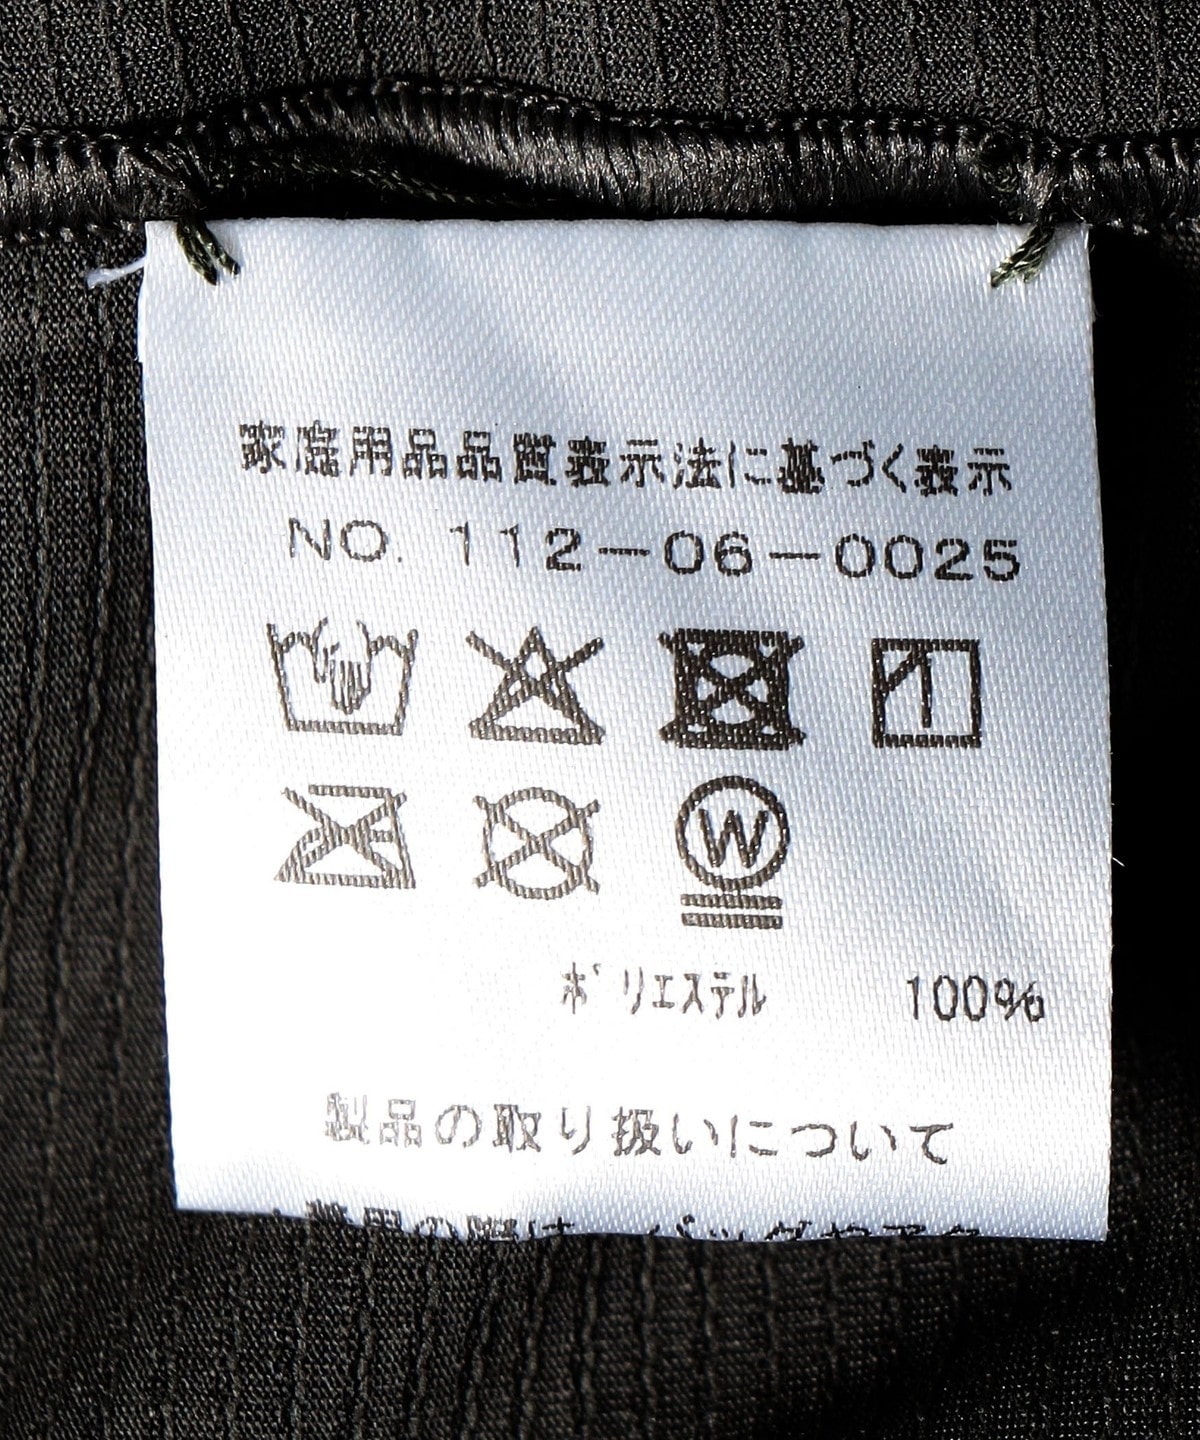 家庭用品品質表示法に基づく表示
NO. 112-06-0025
W
ﾎﾟﾘｴｽﾃﾙ 100%
製品の取り扱いについて